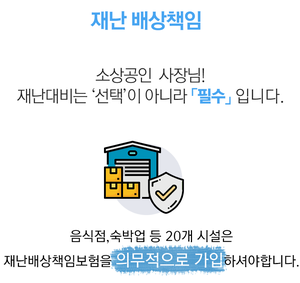 재난 배상책임
소상공인 사장님!
재난대비는 ‘선택’이 아니라 「필수」 입니다.
음식점,숙박업 등 20개 시설은
재난배상책임보험을 의무적으로 가입하셔야합니다.